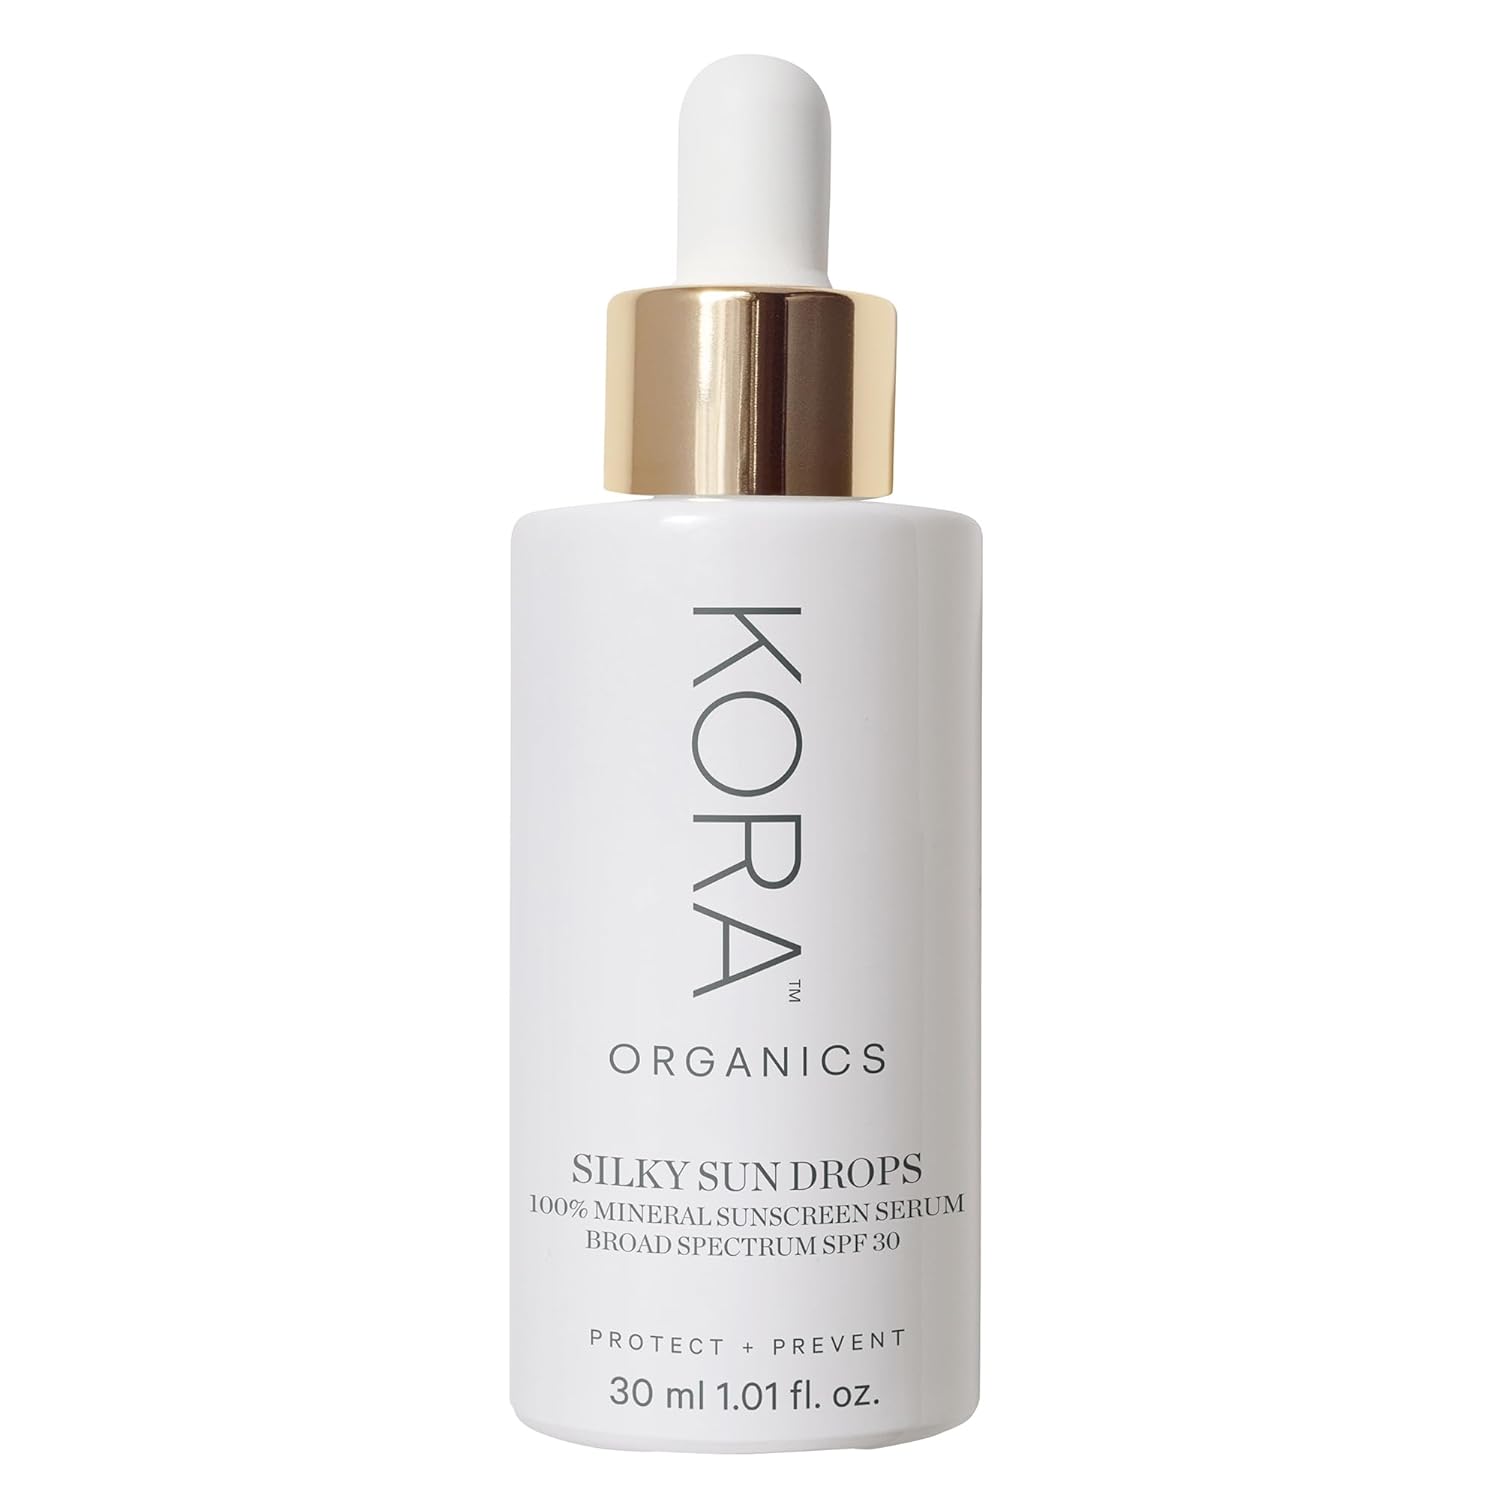 KORA™
ORGANICS
SILKY SUN DROPS
100% MINERAL SUNSCREEN SERUM
BROAD SPECTRUM SPF 30
PROTECT + PREVENT
30 ml 1.01 fl. oz.